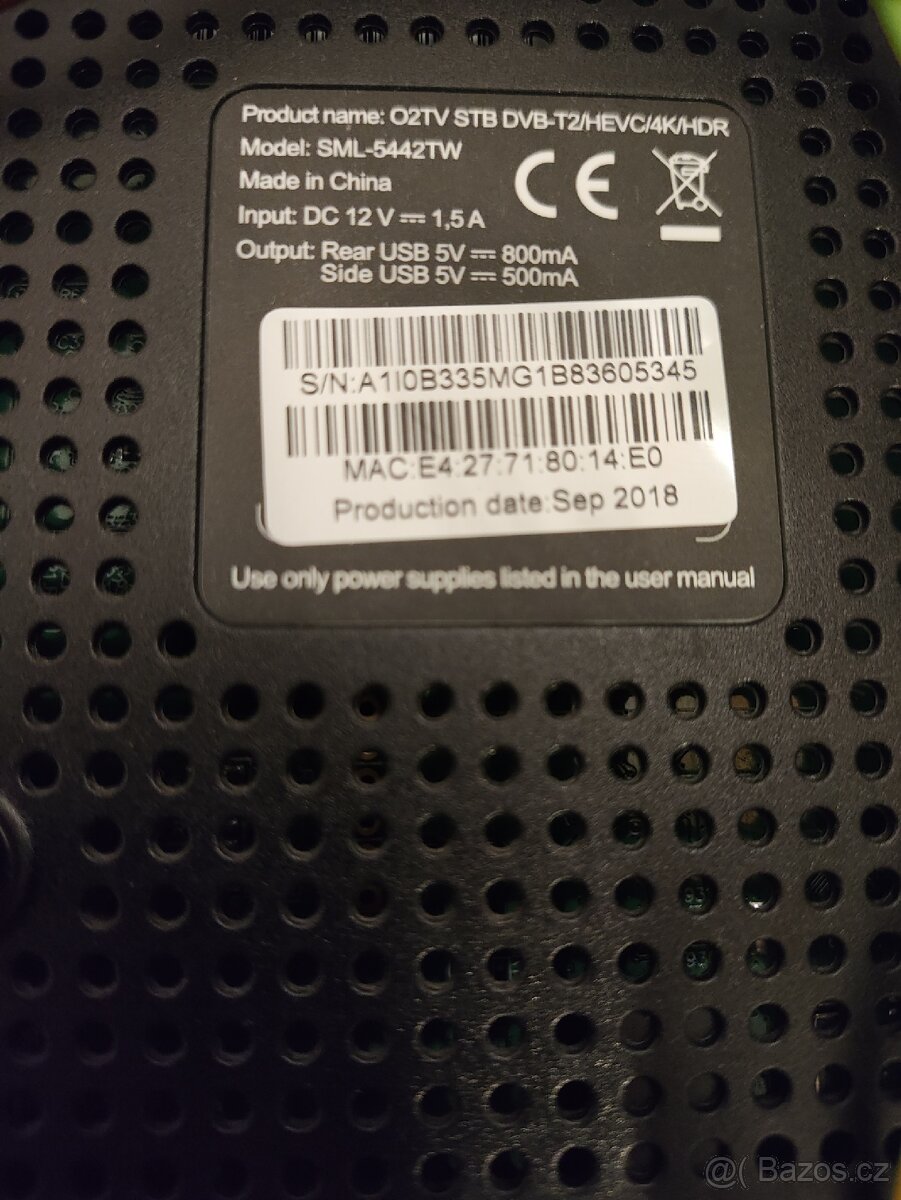 Product name: O2TV STB DVB-T2/HEVC/4K/HDR
Model: SML-5442TW
Made in China
Input: DC 12 V ⎓ 1,5 A
Output: Rear USB 5V ⎓ 800mA
Side USB 5V ⎓ 500mA
CE
S/N:A1I0B335MG1B83605345
MAC:E4:27:71:80:14:E0
Production date:Sep 2018
Use only power supplies listed in the user manual
@( Bazos.cz